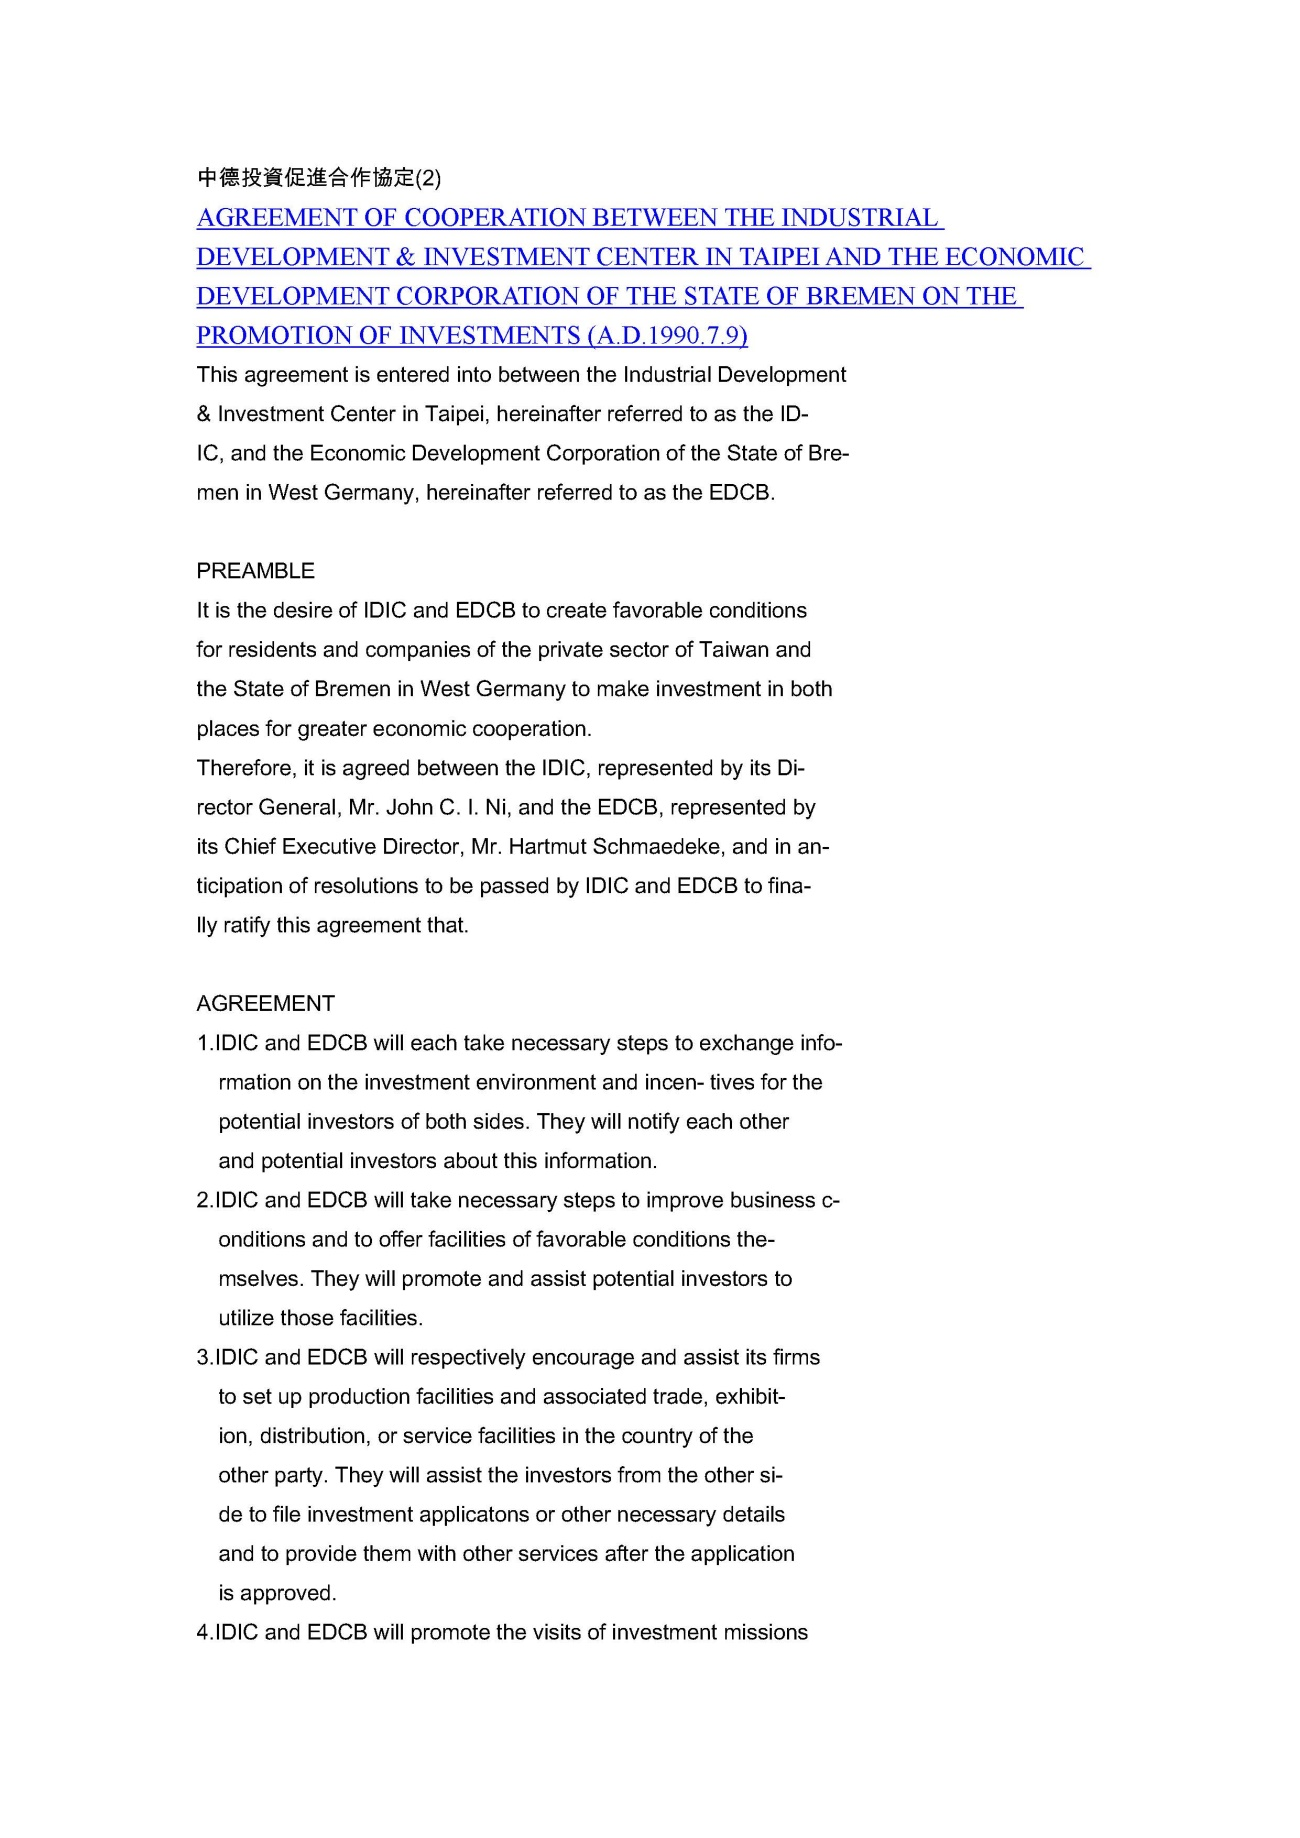 中德投資促進合作協定(2)
AGREEMENT OF COOPERATION BETWEEN THE INDUSTRIAL
DEVELOPMENT & INVESTMENT CENTER IN TAIPEI AND THE ECONOMIC
DEVELOPMENT CORPORATION OF THE STATE OF BREMEN ON THE
PROMOTION OF INVESTMENTS (A.D.1990.7.9)
This agreement is entered into between the Industrial Development
& Investment Center in Taipei, hereinafter referred to as the ID-
IC, and the Economic Development Corporation of the State of Bre-
men in West Germany, hereinafter referred to as the EDCB.
PREAMBLE
It is the desire of IDIC and EDCB to create favorable conditions
for residents and companies of the private sector of Taiwan and
the State of Bremen in West Germany to make investment in both
places for greater economic cooperation.
Therefore, it is agreed between the IDIC, represented by its Di-
rector General, Mr. John C. I. Ni, and the EDCB, represented by
its Chief Executive Director, Mr. Hartmut Schmaedeke, and in an-
ticipation of resolutions to be passed by IDIC and EDCB to fina-
lly ratify this agreement that.
AGREEMENT
1.IDIC and EDCB will each take necessary steps to exchange info-
rmation on the investment environment and incen- tives for the
potential investors of both sides. They will notify each other
and potential investors about this information.
2.IDIC and EDCB will take necessary steps to improve business c-
onditions and to offer facilities of favorable conditions the-
mselves. They will promote and assist potential investors to
utilize those facilities.
3.IDIC and EDCB will respectively encourage and assist its firms
to set up production facilities and associated trade, exhibit-
ion, distribution, or service facilities in the country of the
other party. They will assist the investors from the other si-
de to file investment applicatons or other necessary details
and to provide them with other services after the application
is approved.
4.IDIC and EDCB will promote the visits of investment missions